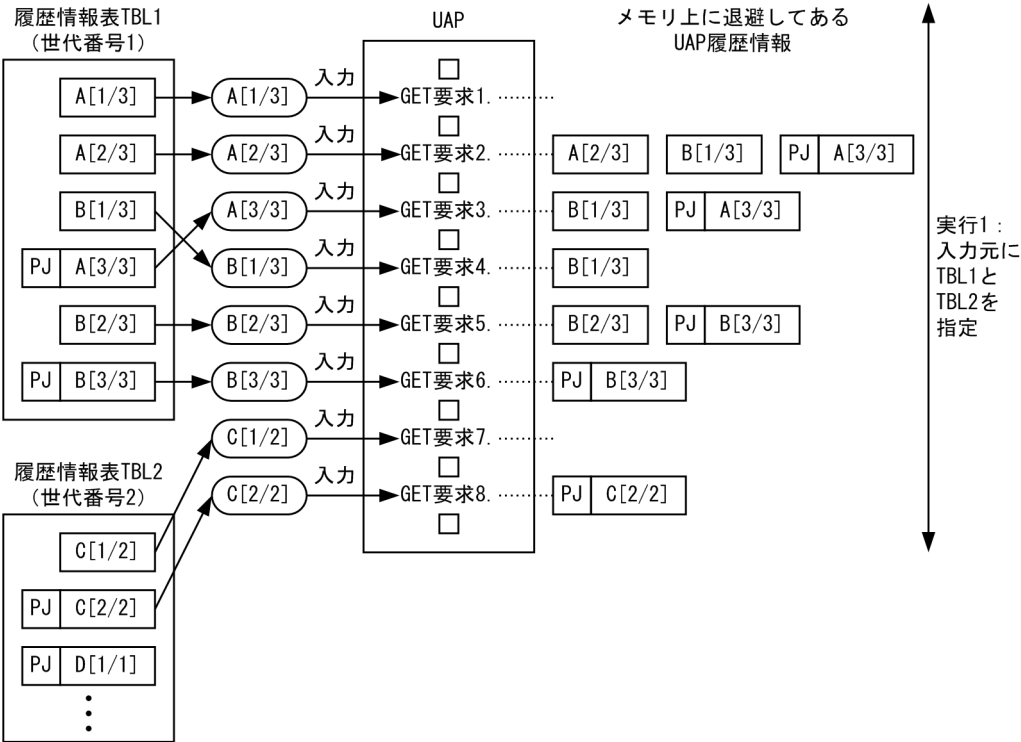 履歴情報表TBL1
（世代番号1）
UAP
メモリ上に退避してある
UAP履歴情報
A[1/3]
A[1/3]
入力
GET要求1. ………
A[2/3]
A[2/3]
入力
GET要求2. ………
A[2/3]
B[1/3]
PJ A[3/3]
B[1/3]
A[3/3]
入力
GET要求3. ………
B[1/3]
PJ A[3/3]
PJ A[3/3]
B[1/3]
入力
GET要求4. ………
B[1/3]
B[2/3]
B[2/3]
入力
GET要求5. ………
B[2/3]
PJ B[3/3]
PJ B[3/3]
B[3/3]
入力
GET要求6. ………
PJ B[3/3]
C[1/2]
入力
GET要求7. ………
C[2/2]
入力
GET要求8. ………
PJ C[2/2]
実行1：
入力元に
TBL1と
TBL2を
指定
履歴情報表TBL2
（世代番号2）
C[1/2]
PJ C[2/2]
PJ D[1/1]